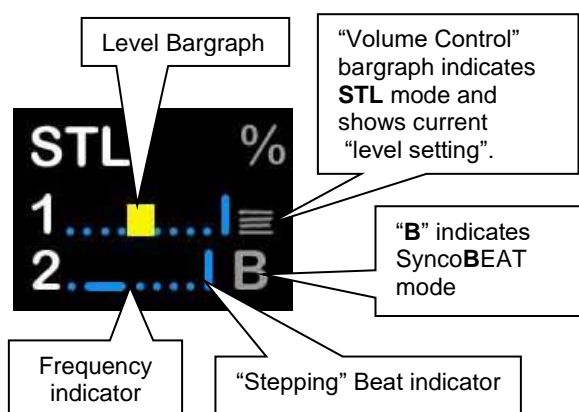 Level Bargraph
“Volume Control”
bargraph indicates
STL mode and
shows current
“level setting”.
STL %
1
2 B
“B” indicates
SyncoBEAT
mode
Frequency
indicator
“Stepping” Beat indicator